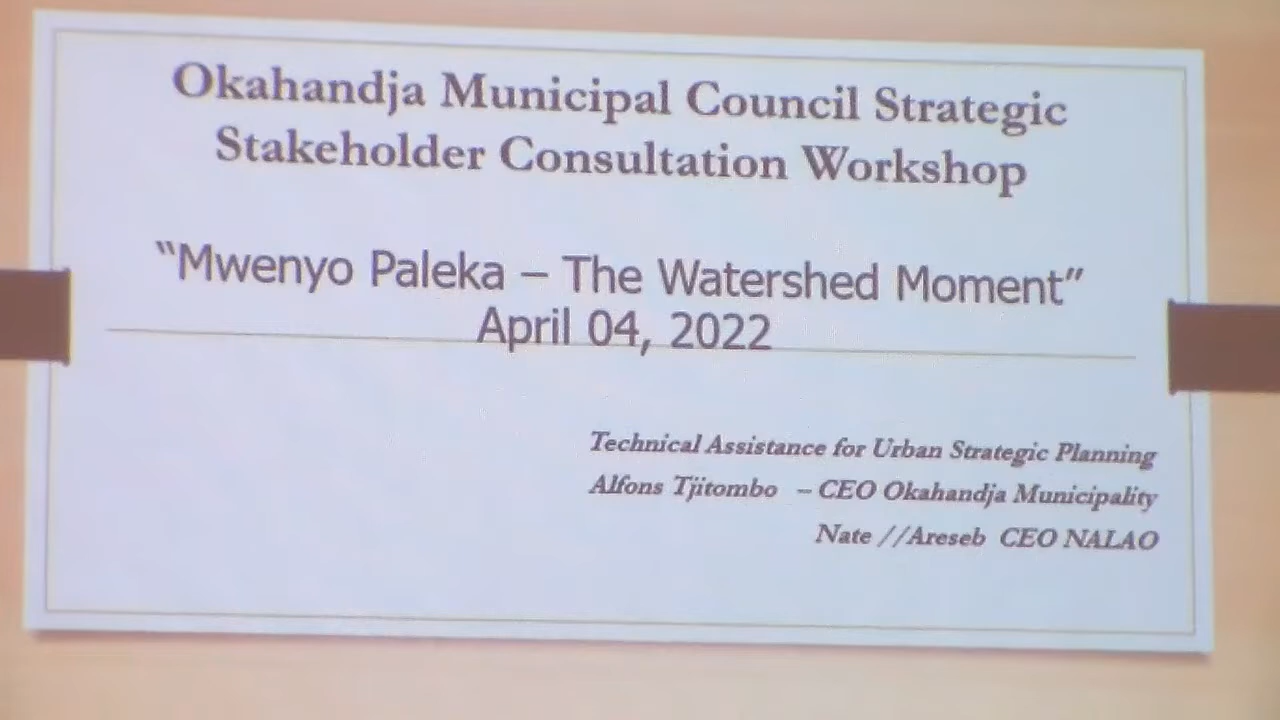 Okahandja Municipal Council Strategic
Stakeholder Consultation Workshop
“Mwenyo Paleka – The Watershed Moment”
April 04, 2022
Technical Assistance for Urban Strategic Planning
Alfons Tjitombo – CEO Okahandja Municipality
Nate //Areseb CEO NALAO